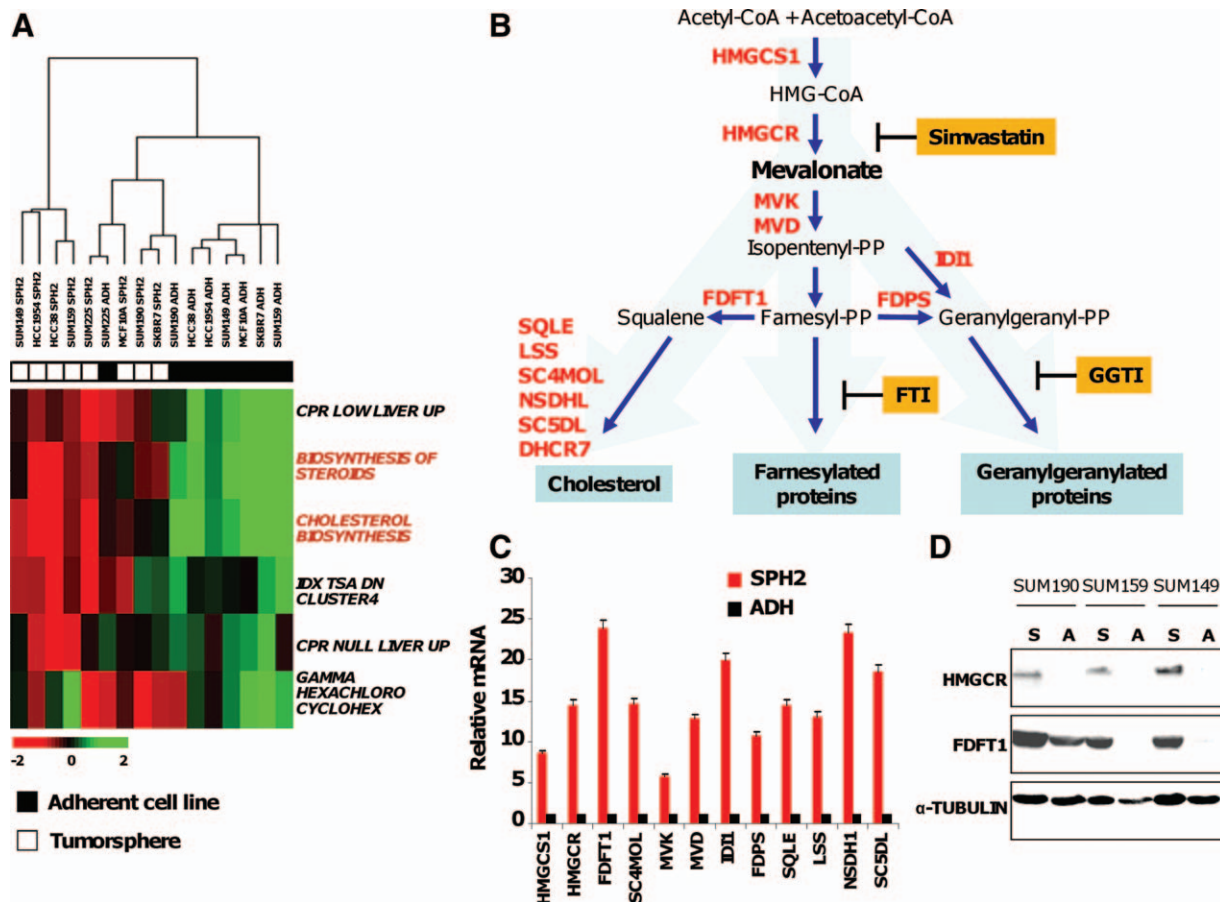 A
SUM149 SPH2
HCC1954 SPH2
HCC38 SPH2
SUM159 SPH2
SUM225 SPH2
SUM225 ADH
MCF10A SPH2
SUM190 SPH2
SKBR7 SPH2
SUM190 ADH
HCC38 ADH
HCC1954 ADH
SUM149 ADH
MCF10A ADH
SKBR7 ADH
SUM159 ADH
CPR LOW LIVER UP
BIOSYNTHESIS OF
STEROIDS
CHOLESTEROL
BIOSYNTHESIS
IDX TSA DN
CLUSTER4
CPR NULL LIVER UP
GAMMA
HEXACHLORO
CYCLOHEX
-2 0 2
Adherent cell line
Tumorsphere
B
Acetyl-CoA +Acetoacetyl-CoA
HMGCS1
HMG-CoA
HMGCR
Simvastatin
Mevalonate
MVK
MVD
Isopentenyl-PP
IDI1
FDFT1
FDPS
Squalene
Farnesyl-PP
Geranylgeranyl-PP
SQLE
LSS
SC4MOL
NSDHL
SC5DL
DHCR7
FTI
GGTI
Cholesterol
Farnesylated
proteins
Geranylgeranylated
proteins
C
Relative mRNA
30
25
20
15
10
5
0
SPH2
ADH
HMGCS1
HMGCR
FDFT1
SC4MOL
MVK
MVD
IDI1
FDPS
SQLE
LSS
NSDH1
SC5DL
D
SUM190 SUM159 SUM149
S A S A S A
HMGCR
FDFT1
α-TUBULIN